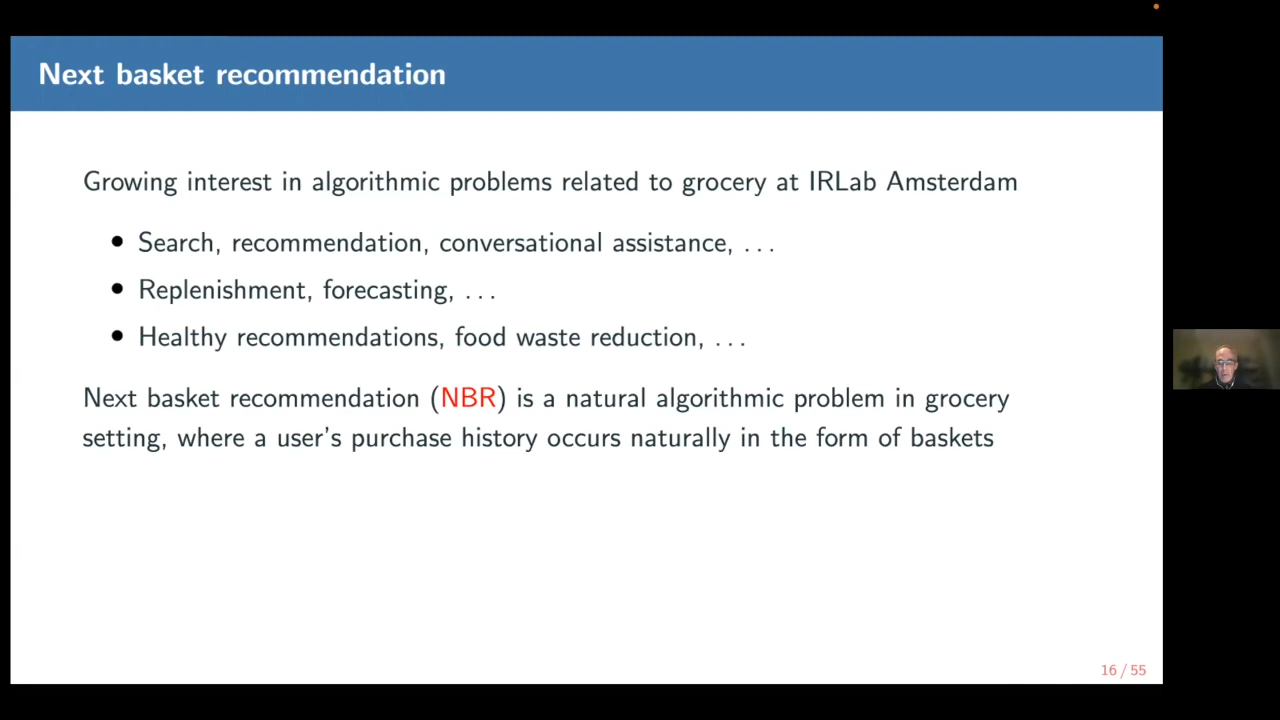 Next basket recommendation
Growing interest in algorithmic problems related to grocery at IRLab Amsterdam
• Search, recommendation, conversational assistance, . . .
• Replenishment, forecasting, . . .
• Healthy recommendations, food waste reduction, . . .
Next basket recommendation (NBR) is a natural algorithmic problem in grocery
setting, where a user's purchase history occurs naturally in the form of baskets
16 / 55